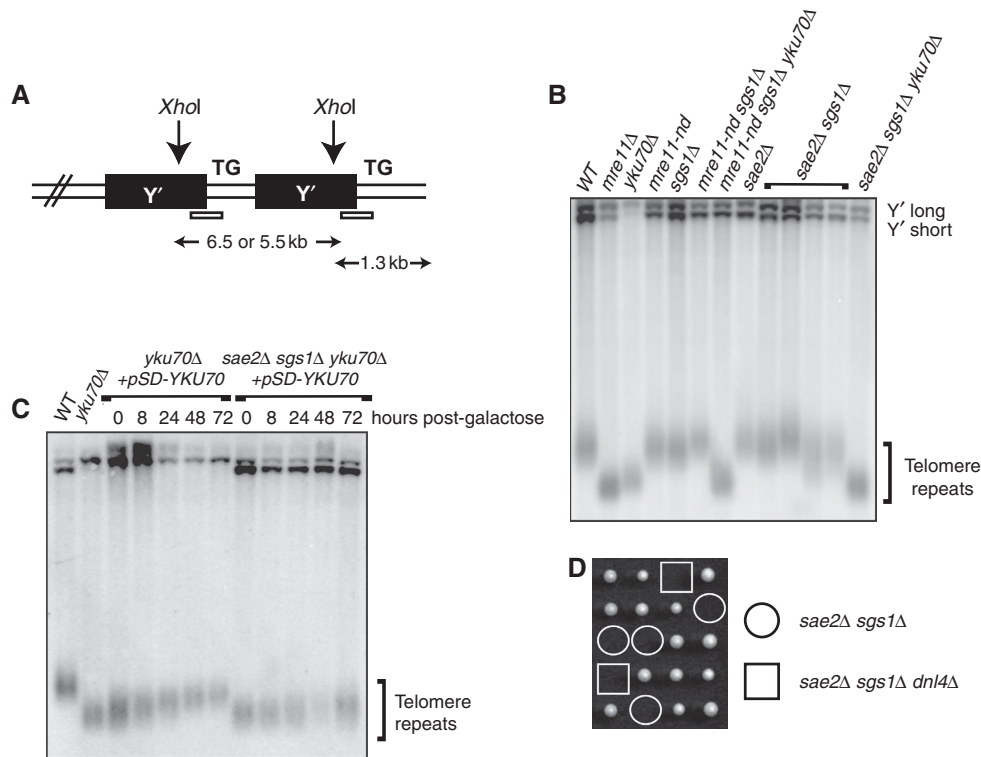 A
XhoI XhoI
TG TG
Y′ Y′
6.5 or 5.5 kb
1.3 kb
B
WT
mre11Δ
yku70Δ
mre11-nd
sgs1Δ
mre11-nd sgs1Δ
mre11-nd sgs1Δ yku70Δ
sae2Δ
sae2Δ sgs1Δ
sae2Δ sgs1Δ yku70Δ
Y′ long
Y′ short
Telomere
repeats
C
WT
yku70Δ
yku70Δ
+pSD-YKU70
sae2Δ sgs1Δ yku70Δ
+pSD-YKU70
0 8 24 48 72 0 8 24 48 72 hours post-galactose
Telomere
repeats
D
sae2Δ sgs1Δ
sae2Δ sgs1Δ dnl4Δ